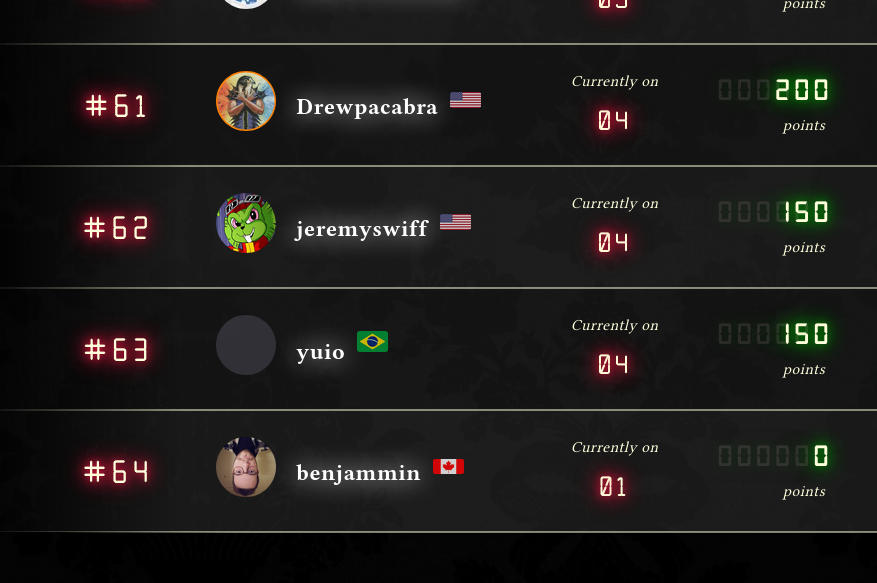 points
#61
Drewpacabra
Currently on
04
200
points
#62
jeremyswiff
Currently on
04
150
points
#63
yuio
Currently on
04
150
points
#64
benjammin
Currently on
01
0
points